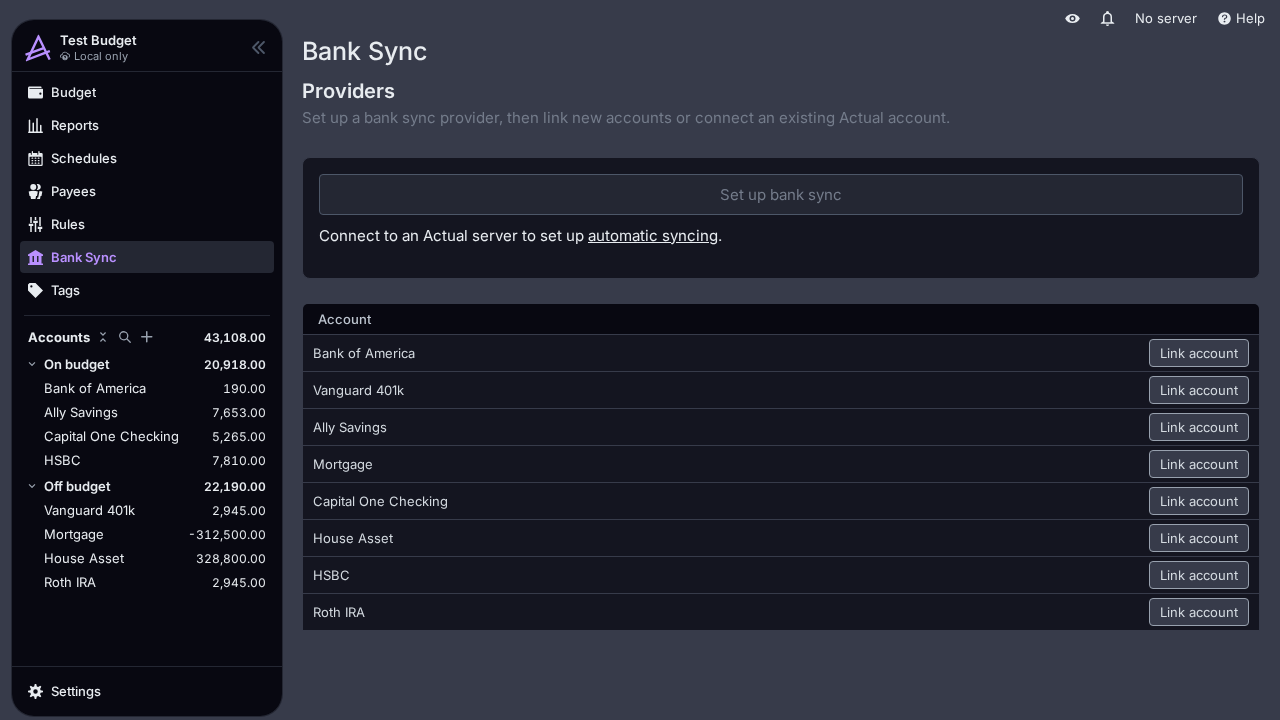 No server
Help
Test Budget
Local only
Budget
Reports
Schedules
Payees
Rules
Bank Sync
Tags
Accounts 43,108.00
On budget 20,918.00
Bank of America 190.00
Ally Savings 7,653.00
Capital One Checking 5,265.00
HSBC 7,810.00
Off budget 22,190.00
Vanguard 401k 2,945.00
Mortgage -312,500.00
House Asset 328,800.00
Roth IRA 2,945.00
Settings
Bank Sync
Providers
Set up a bank sync provider, then link new accounts or connect an existing Actual account.
Set up bank sync
Connect to an Actual server to set up automatic syncing.
Account
Bank of America Link account
Vanguard 401k Link account
Ally Savings Link account
Mortgage Link account
Capital One Checking Link account
House Asset Link account
HSBC Link account
Roth IRA Link account